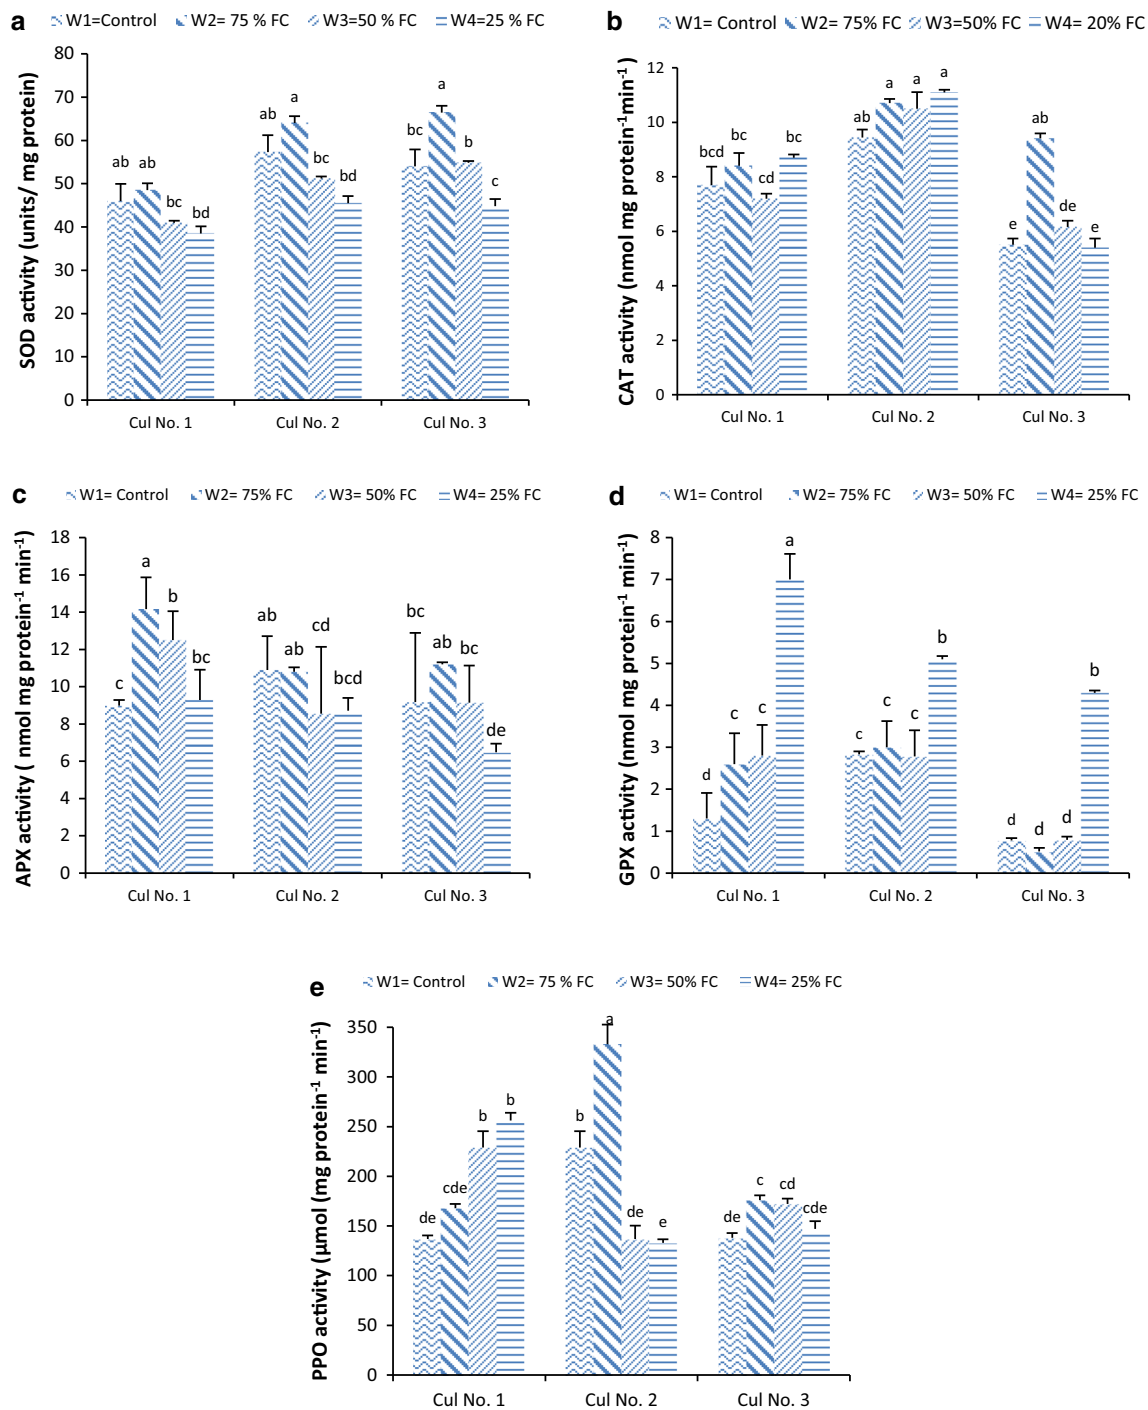 a
W1=Control W2= 75 % FC W3=50 % FC W4=25 % FC
SOD activity (units/ mg protein)
80
70
60
50
40
30
20
10
0
ab ab bc bd
ab a bc bd
bc a b c
Cul No. 1 Cul No. 2 Cul No. 3
b
W1= Control W2= 75% FC W3=50% FC W4= 20% FC
CAT activity (nmol mg protein⁻¹min⁻¹)
12
10
8
6
4
2
0
bcd bc cd bc
ab a a a
e ab de e
Cul No. 1 Cul No. 2 Cul No. 3
c
W1= Control W2= 75% FC W3= 50% FC W4= 25% FC
APX activity ( nmol mg protein⁻¹ min⁻¹)
18
16
14
12
10
8
6
4
2
0
c a b bc
ab ab cd bcd
bc ab bc de
Cul No. 1 Cul No. 2 Cul No. 3
d
W1= Control W2= 75% FC W3= 50% FC W4= 25% FC
GPX activity (nmol mg protein⁻¹ min⁻¹)
8
7
6
5
4
3
2
1
0
d c c a
c c c b
d d d b
Cul No. 1 Cul No. 2 Cul No. 3
e
W1= Control W2= 75 % FC W3= 50% FC W4= 25% FC
PPO activity (µmol (mg protein⁻¹ min⁻¹)
350
300
250
200
150
100
50
0
de cde b b
b a de e
de c cd cde
Cul No. 1 Cul No. 2 Cul No. 3